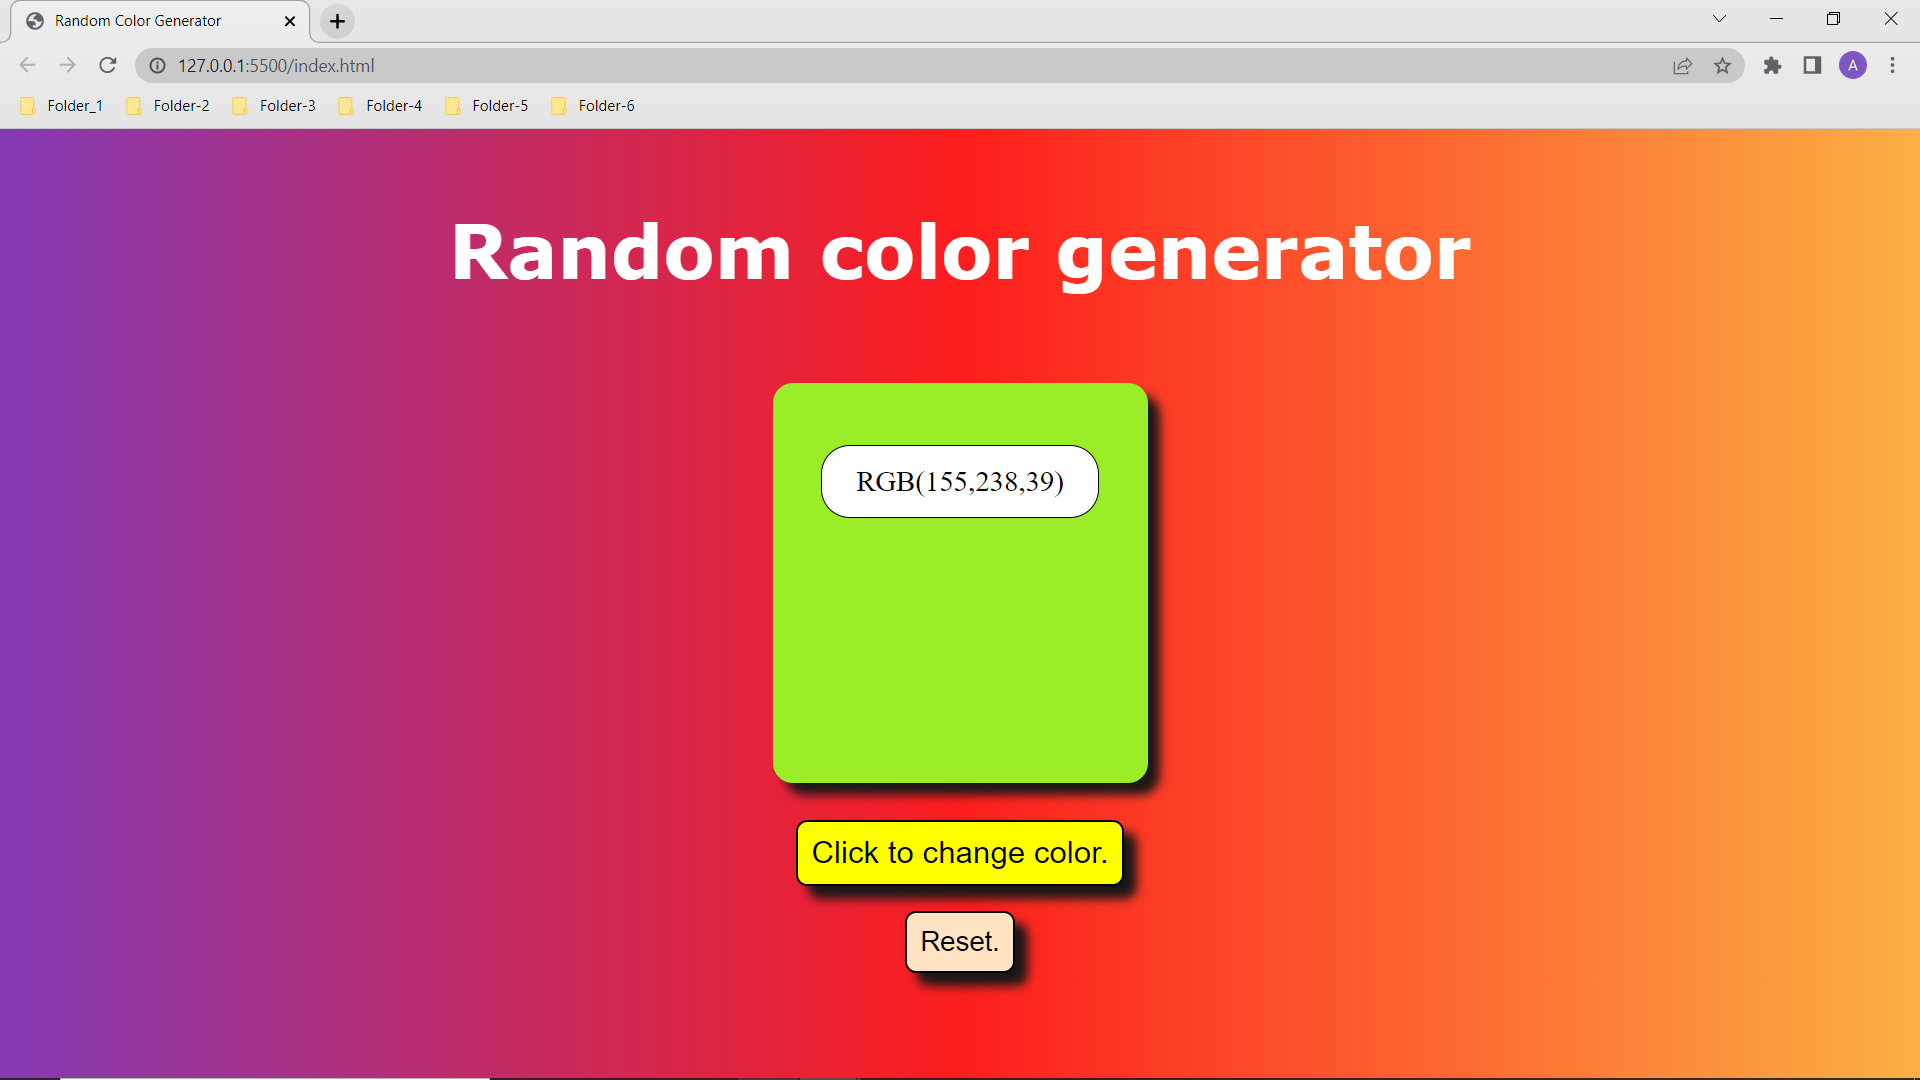 Random Color Generator
127.0.0.1:5500/index.html
A
Folder_1 Folder-2 Folder-3 Folder-4 Folder-5 Folder-6
Random color generator
RGB(155,238,39)
Click to change color.
Reset.